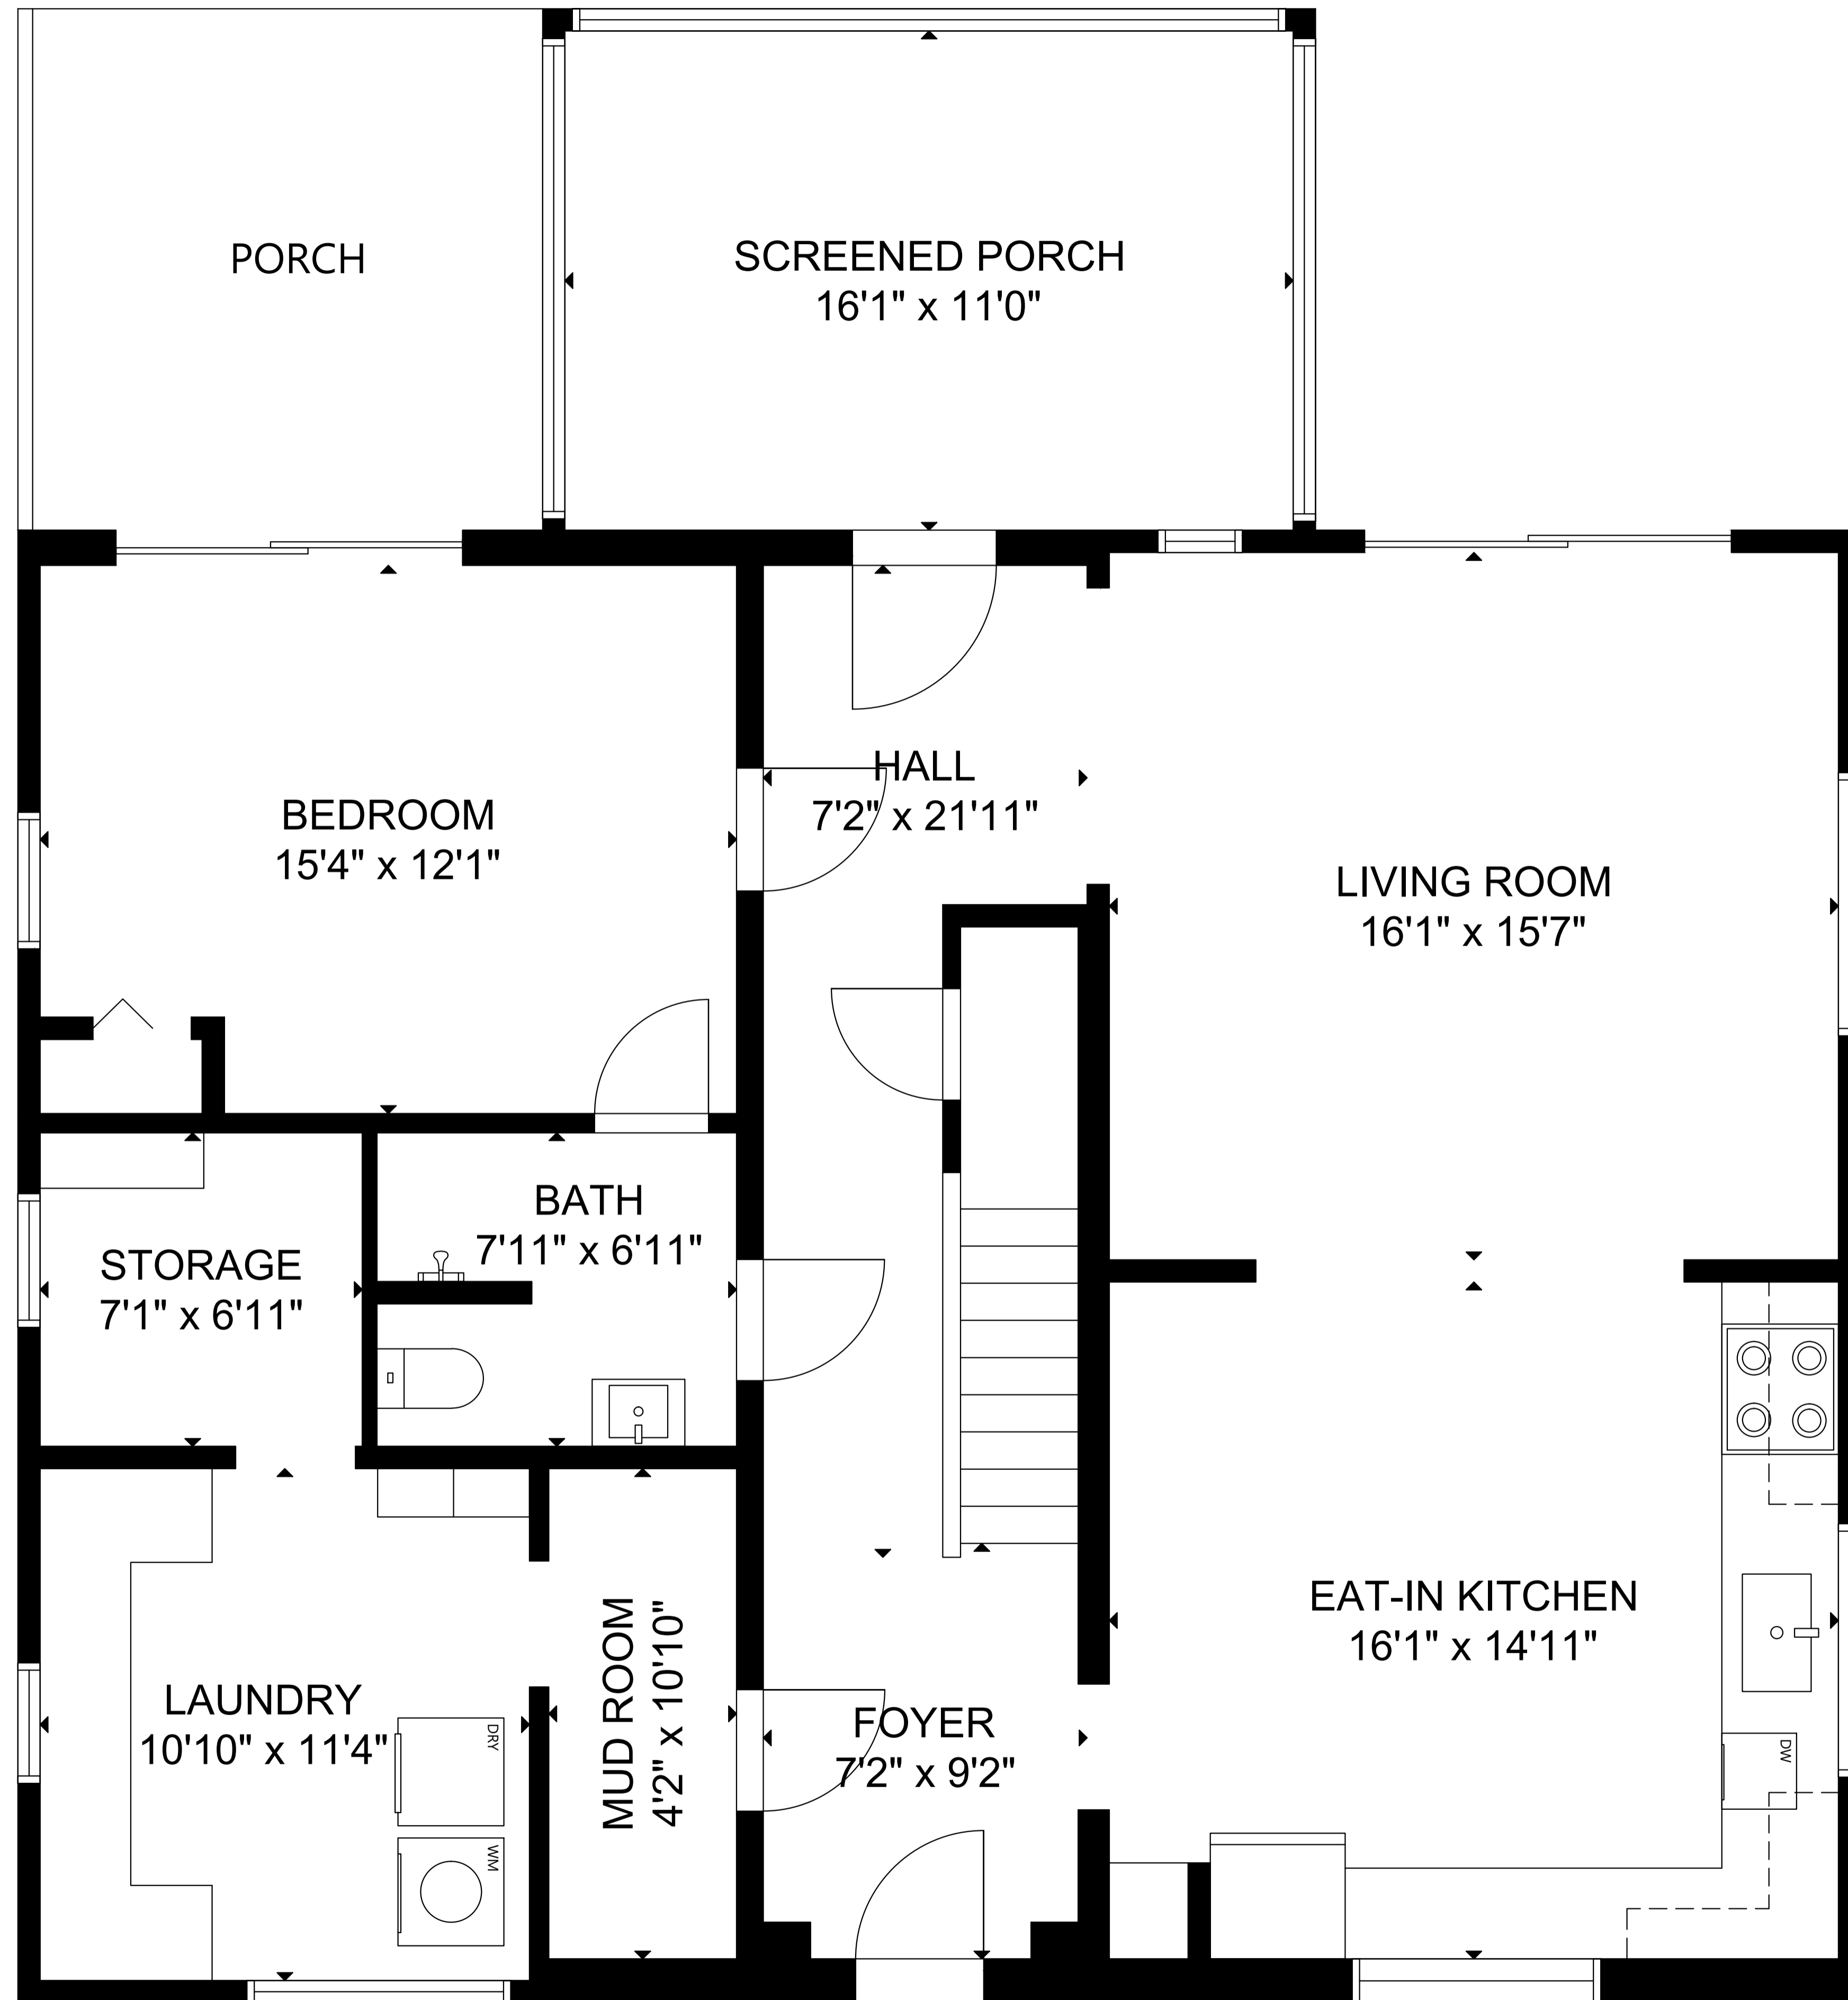 PORCH
SCREENED PORCH
16'1" x 11'0"
HALL
7'2" x 21'11"
BEDROOM
15'4" x 12'1"
LIVING ROOM
16'1" x 15'7"
BATH
7'11" x 6'11"
STORAGE
7'1" x 6'11"
EAT-IN KITCHEN
16'1" x 14'11"
LAUNDRY
10'10" x 11'4"
DRY
WM
MUD ROOM
4'2" x 10'10"
FOYER
7'2" x 9'2"
DW